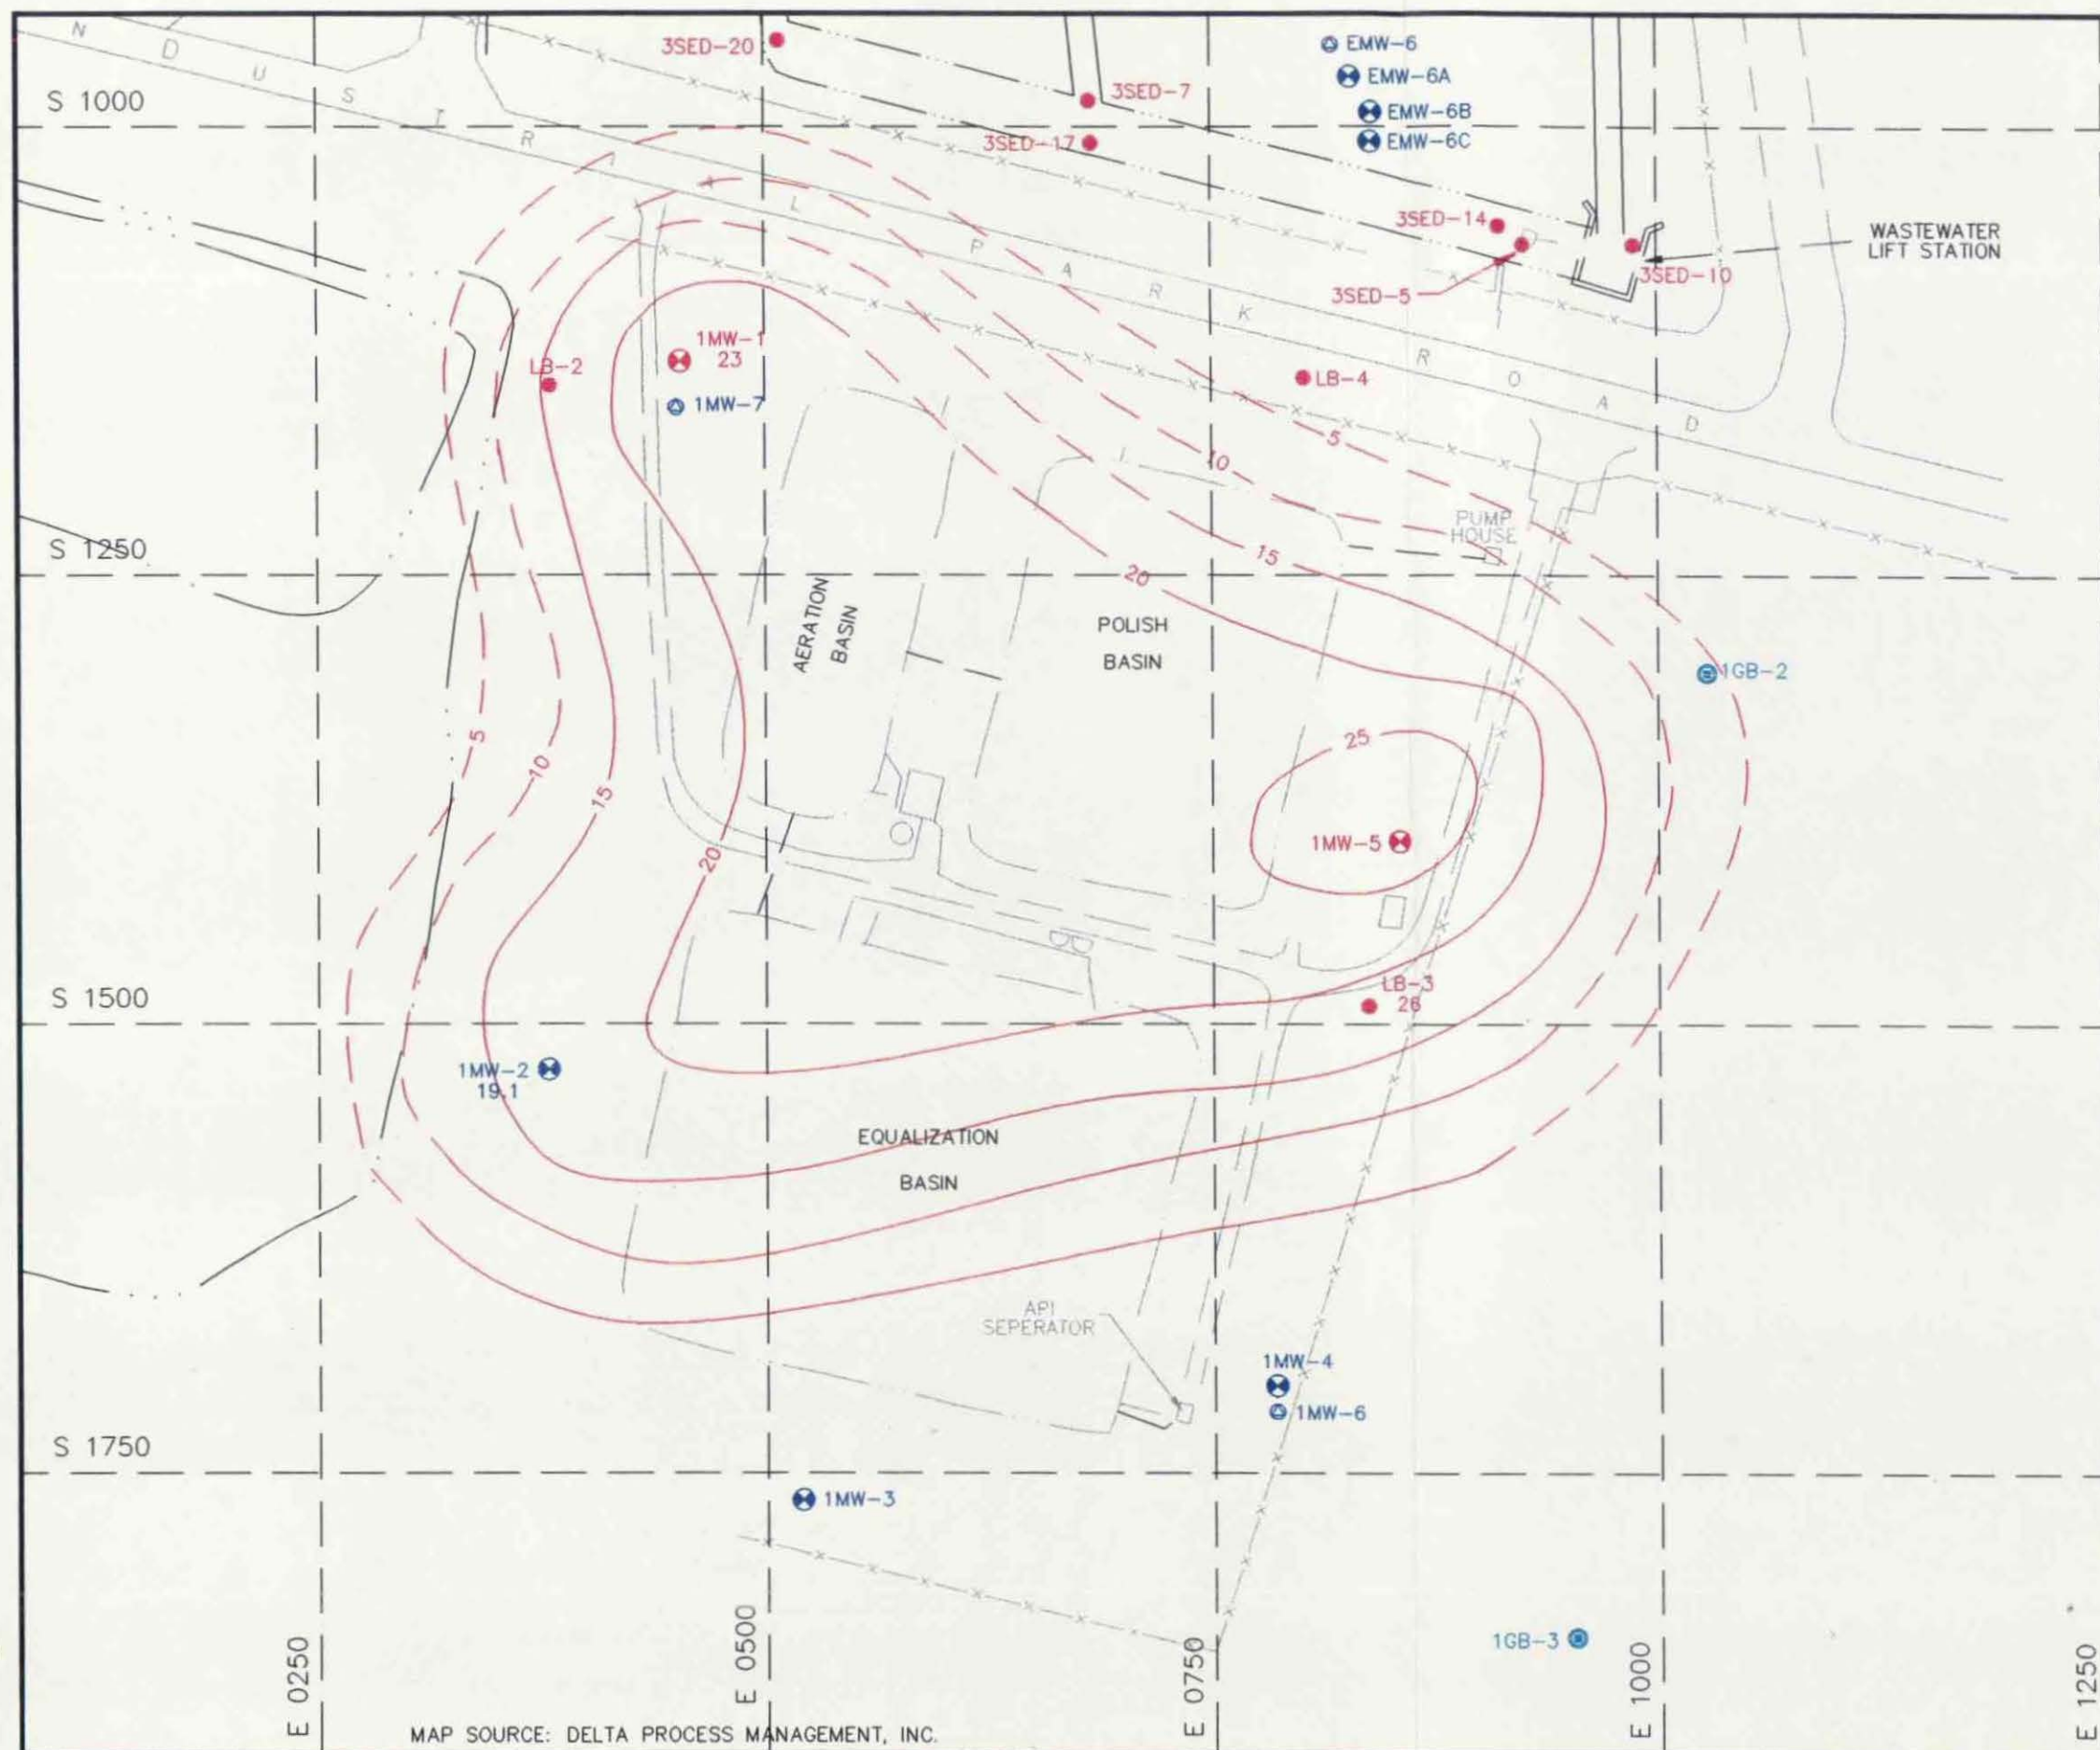 N D U S T R I A L P A R K R O A D
3SED-20
EMW-6
3SED-7
EMW-6A
S 1000
EMW-6B
3SED-17
EMW-6C
3SED-14
WASTEWATER
LIFT STATION
3SED-10
3SED-5
1MW-1
23
LB-2
LB-4
1MW-7
5
10
PUMP
HOUSE
S 1250
15
20
AERATION
BASIN
POLISH
BASIN
1GB-2
5
10
15
25
1MW-5
20
LB-3
26
S 1500
1MW-2
19.1
EQUALIZATION
BASIN
API
SEPERATOR
1MW-4
1MW-6
S 1750
1MW-3
1GB-3
E 0250
E 0500
E 0750
E 1000
E 1250
MAP SOURCE: DELTA PROCESS MANAGEMENT, INC.